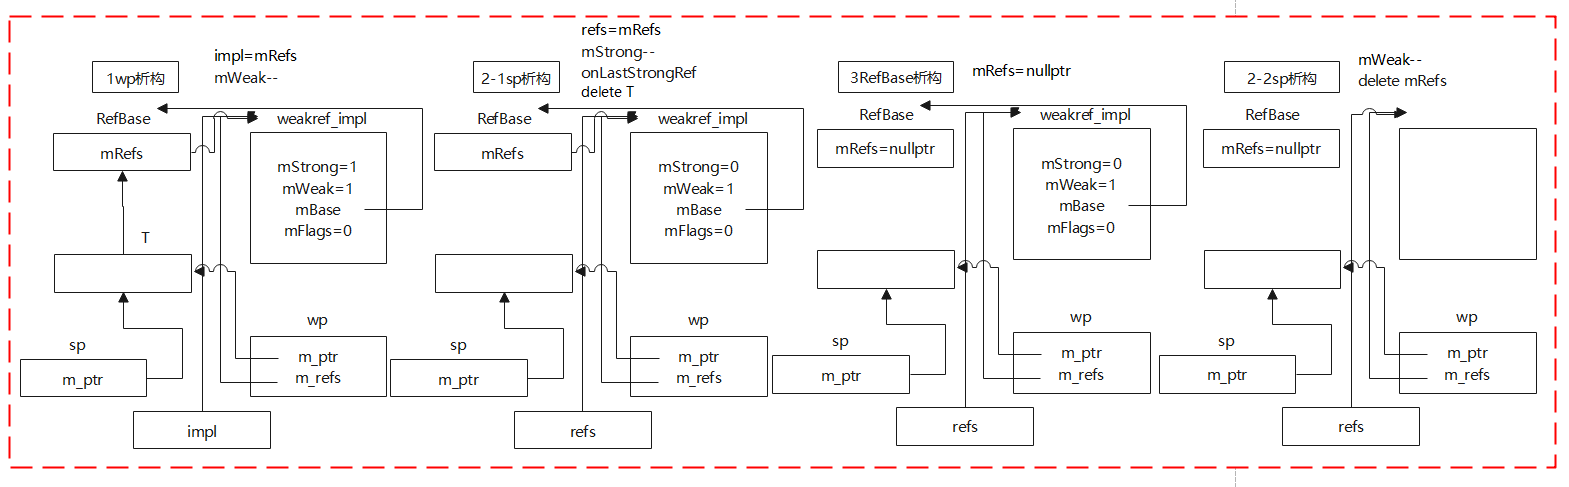 1wp析构
impl=mRefs
mWeak--
RefBase
weakref_impl
mRefs
mStrong=1
mWeak=1
mBase
mFlags=0
T
wp
sp
m_ptr
m_refs
m_ptr
impl
2-1sp析构
refs=mRefs
mStrong--
onLastStrongRef
delete T
RefBase
weakref_impl
mRefs
mStrong=0
mWeak=1
mBase
mFlags=0
wp
sp
m_ptr
m_refs
m_ptr
refs
3RefBase析构
mRefs=nullptr
RefBase
weakref_impl
mRefs=nullptr
mStrong=0
mWeak=1
mBase
mFlags=0
wp
sp
m_ptr
m_refs
m_ptr
refs
2-2sp析构
mWeak--
delete mRefs
RefBase
mRefs=nullptr
wp
sp
m_ptr
m_refs
m_ptr
refs